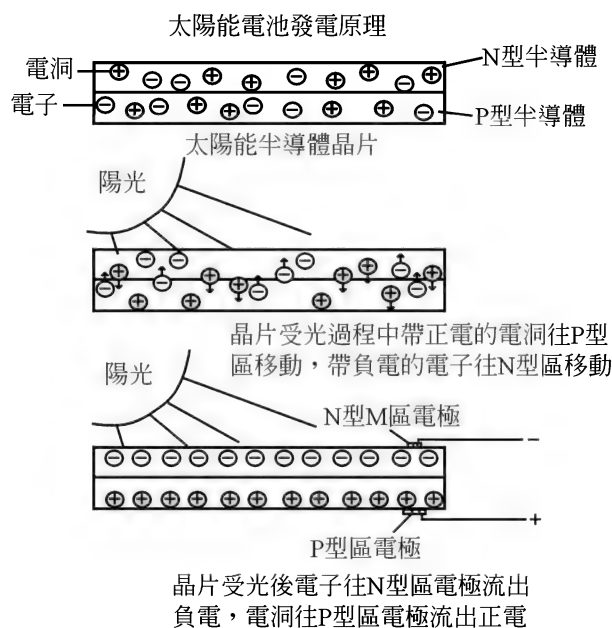 太陽能電池發電原理
電洞
N型半導體
電子
P型半導體
太陽能半導體晶片
陽光
晶片受光過程中帶正電的電洞往P型
區移動，帶負電的電子往N型區移動
陽光
N型M區電極
−
+
P型區電極
晶片受光後電子往N型區電極流出
負電，電洞往P型區電極流出正電